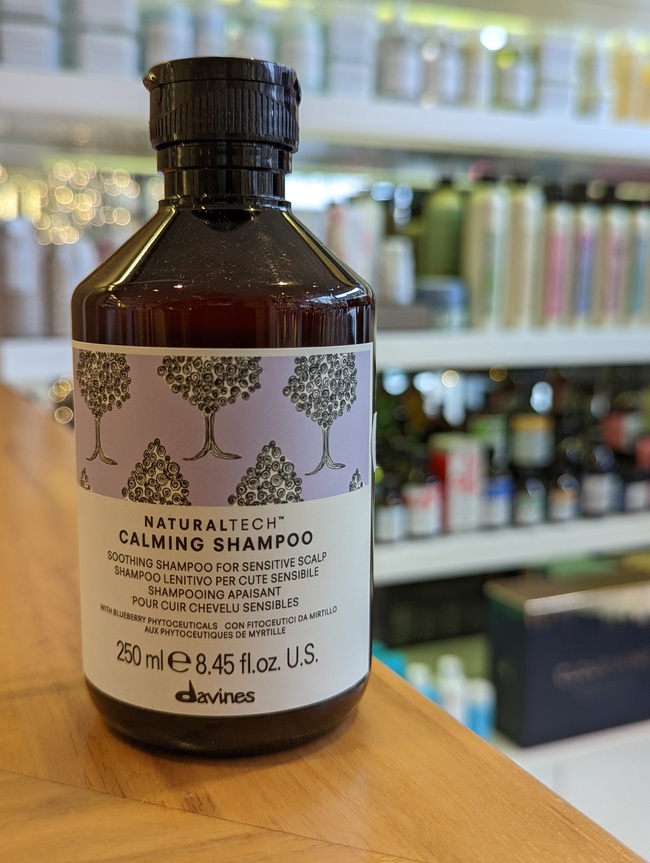 NATURALTECH™
CALMING SHAMPOO
SOOTHING SHAMPOO FOR SENSITIVE SCALP
SHAMPOO LENITIVO PER CUTE SENSIBILE
SHAMPOOING APAISANT
POUR CUIR CHEVELU SENSIBLES
WITH BLUEBERRY PHYTOCEUTICALS CON FITOCEUTICI DA MIRTILLO
AUX PHYTOCEUTIQUES DE MYRTILLE
250 ml ℮ 8.45 fl.oz. U.S.
davines